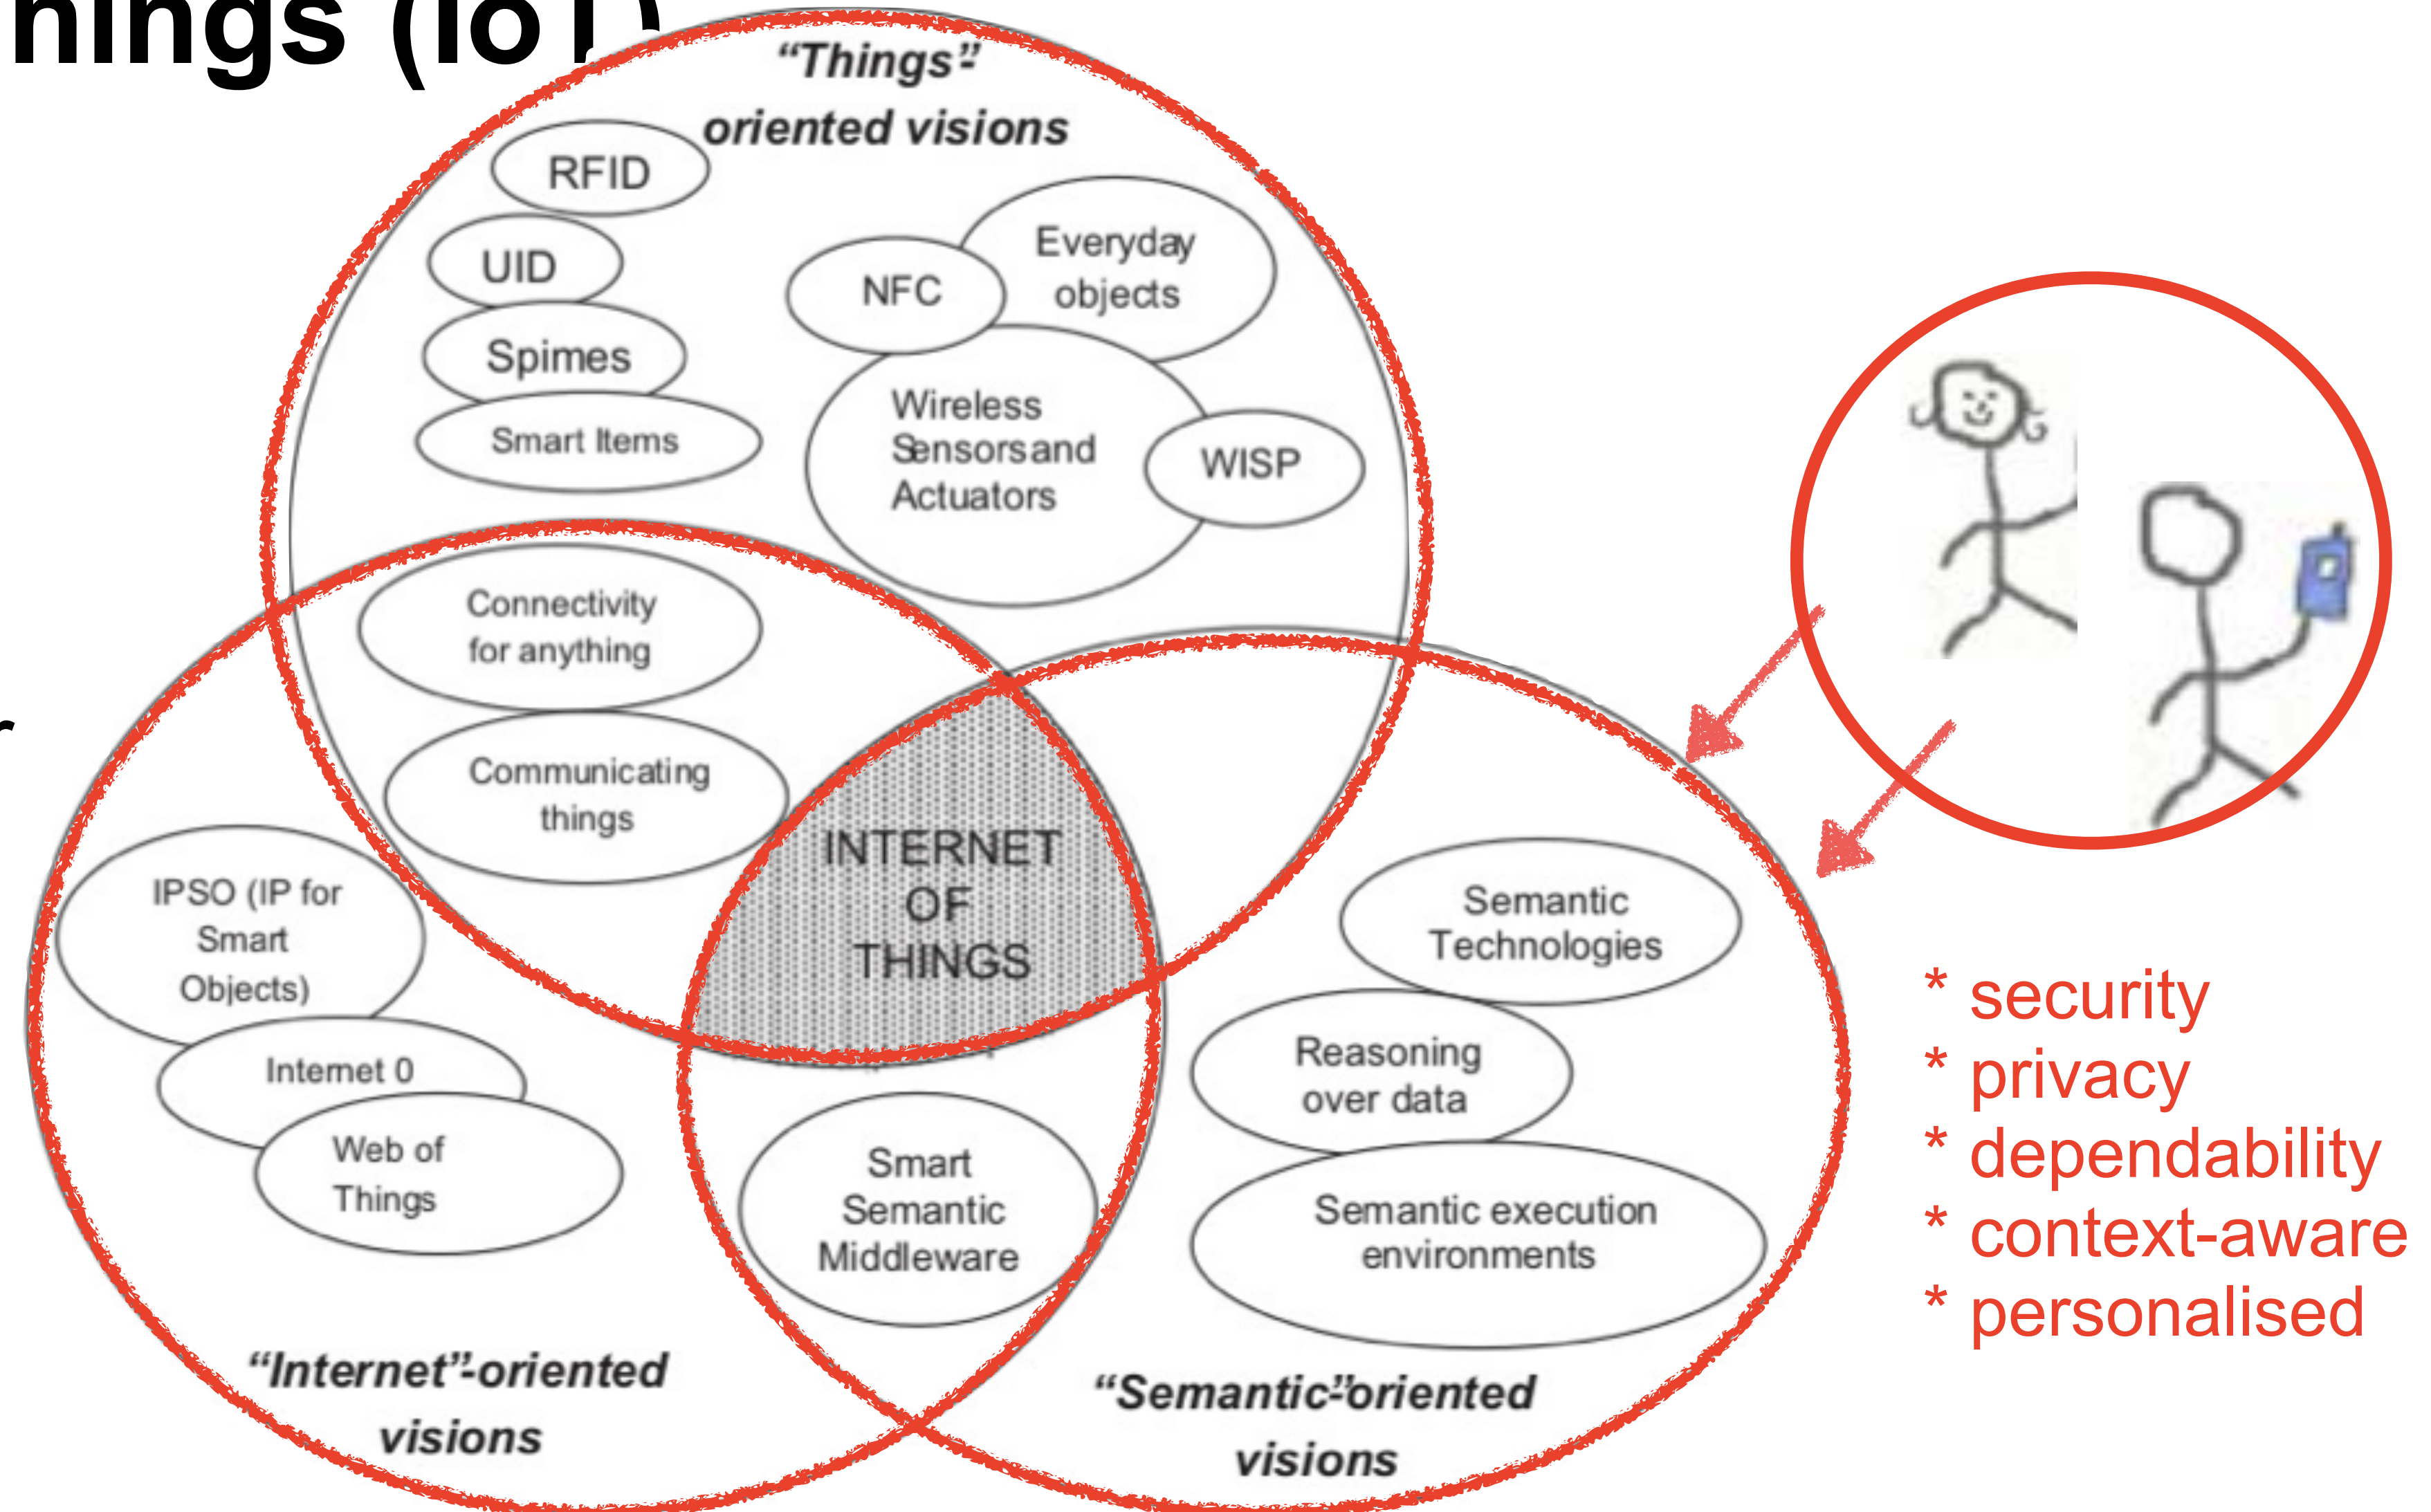 nings (IoT)
“Things”-
oriented visions
RFID
UID
Spimes
Smart Items
Everyday
objects
NFC
Wireless
Sensors and
Actuators
WISP
Connectivity
for anything
Communicating
things
INTERNET
OF
THINGS
IPSO (IP for
Smart
Objects)
Internet 0
Web of
Things
Semantic
Technologies
Reasoning
over data
Semantic execution
environments
Smart
Semantic
Middleware
“Internet”-oriented
visions
“Semantic”-oriented
visions
* security
* privacy
* dependability
* context-aware
* personalised